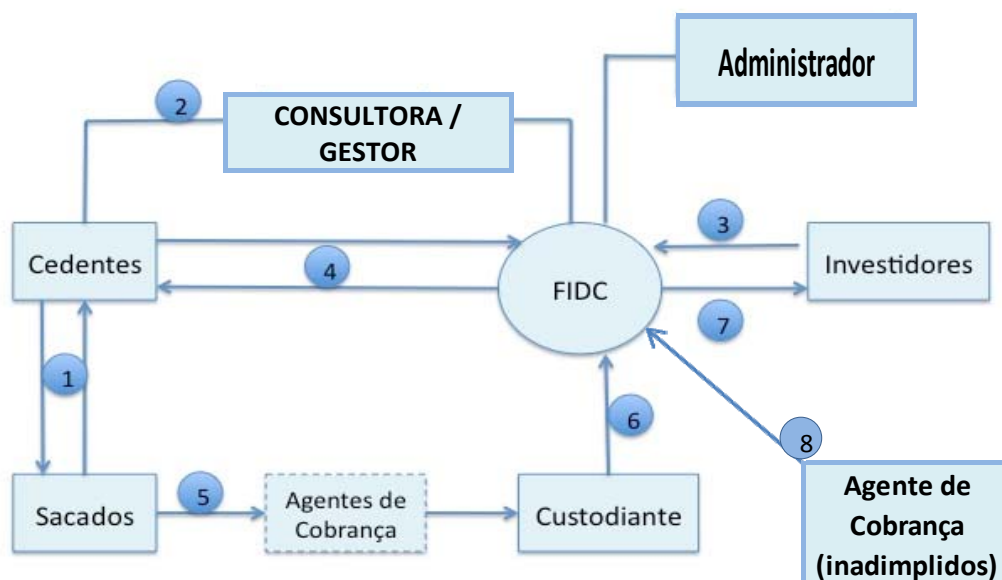 Administrador
2
CONSULTORA /
GESTOR
3
Cedentes
4
FIDC
Investidores
7
1
6
8
5
Sacados
Agentes de
Cobrança
Custodiante
Agente de
Cobrança
(inadimplidos)